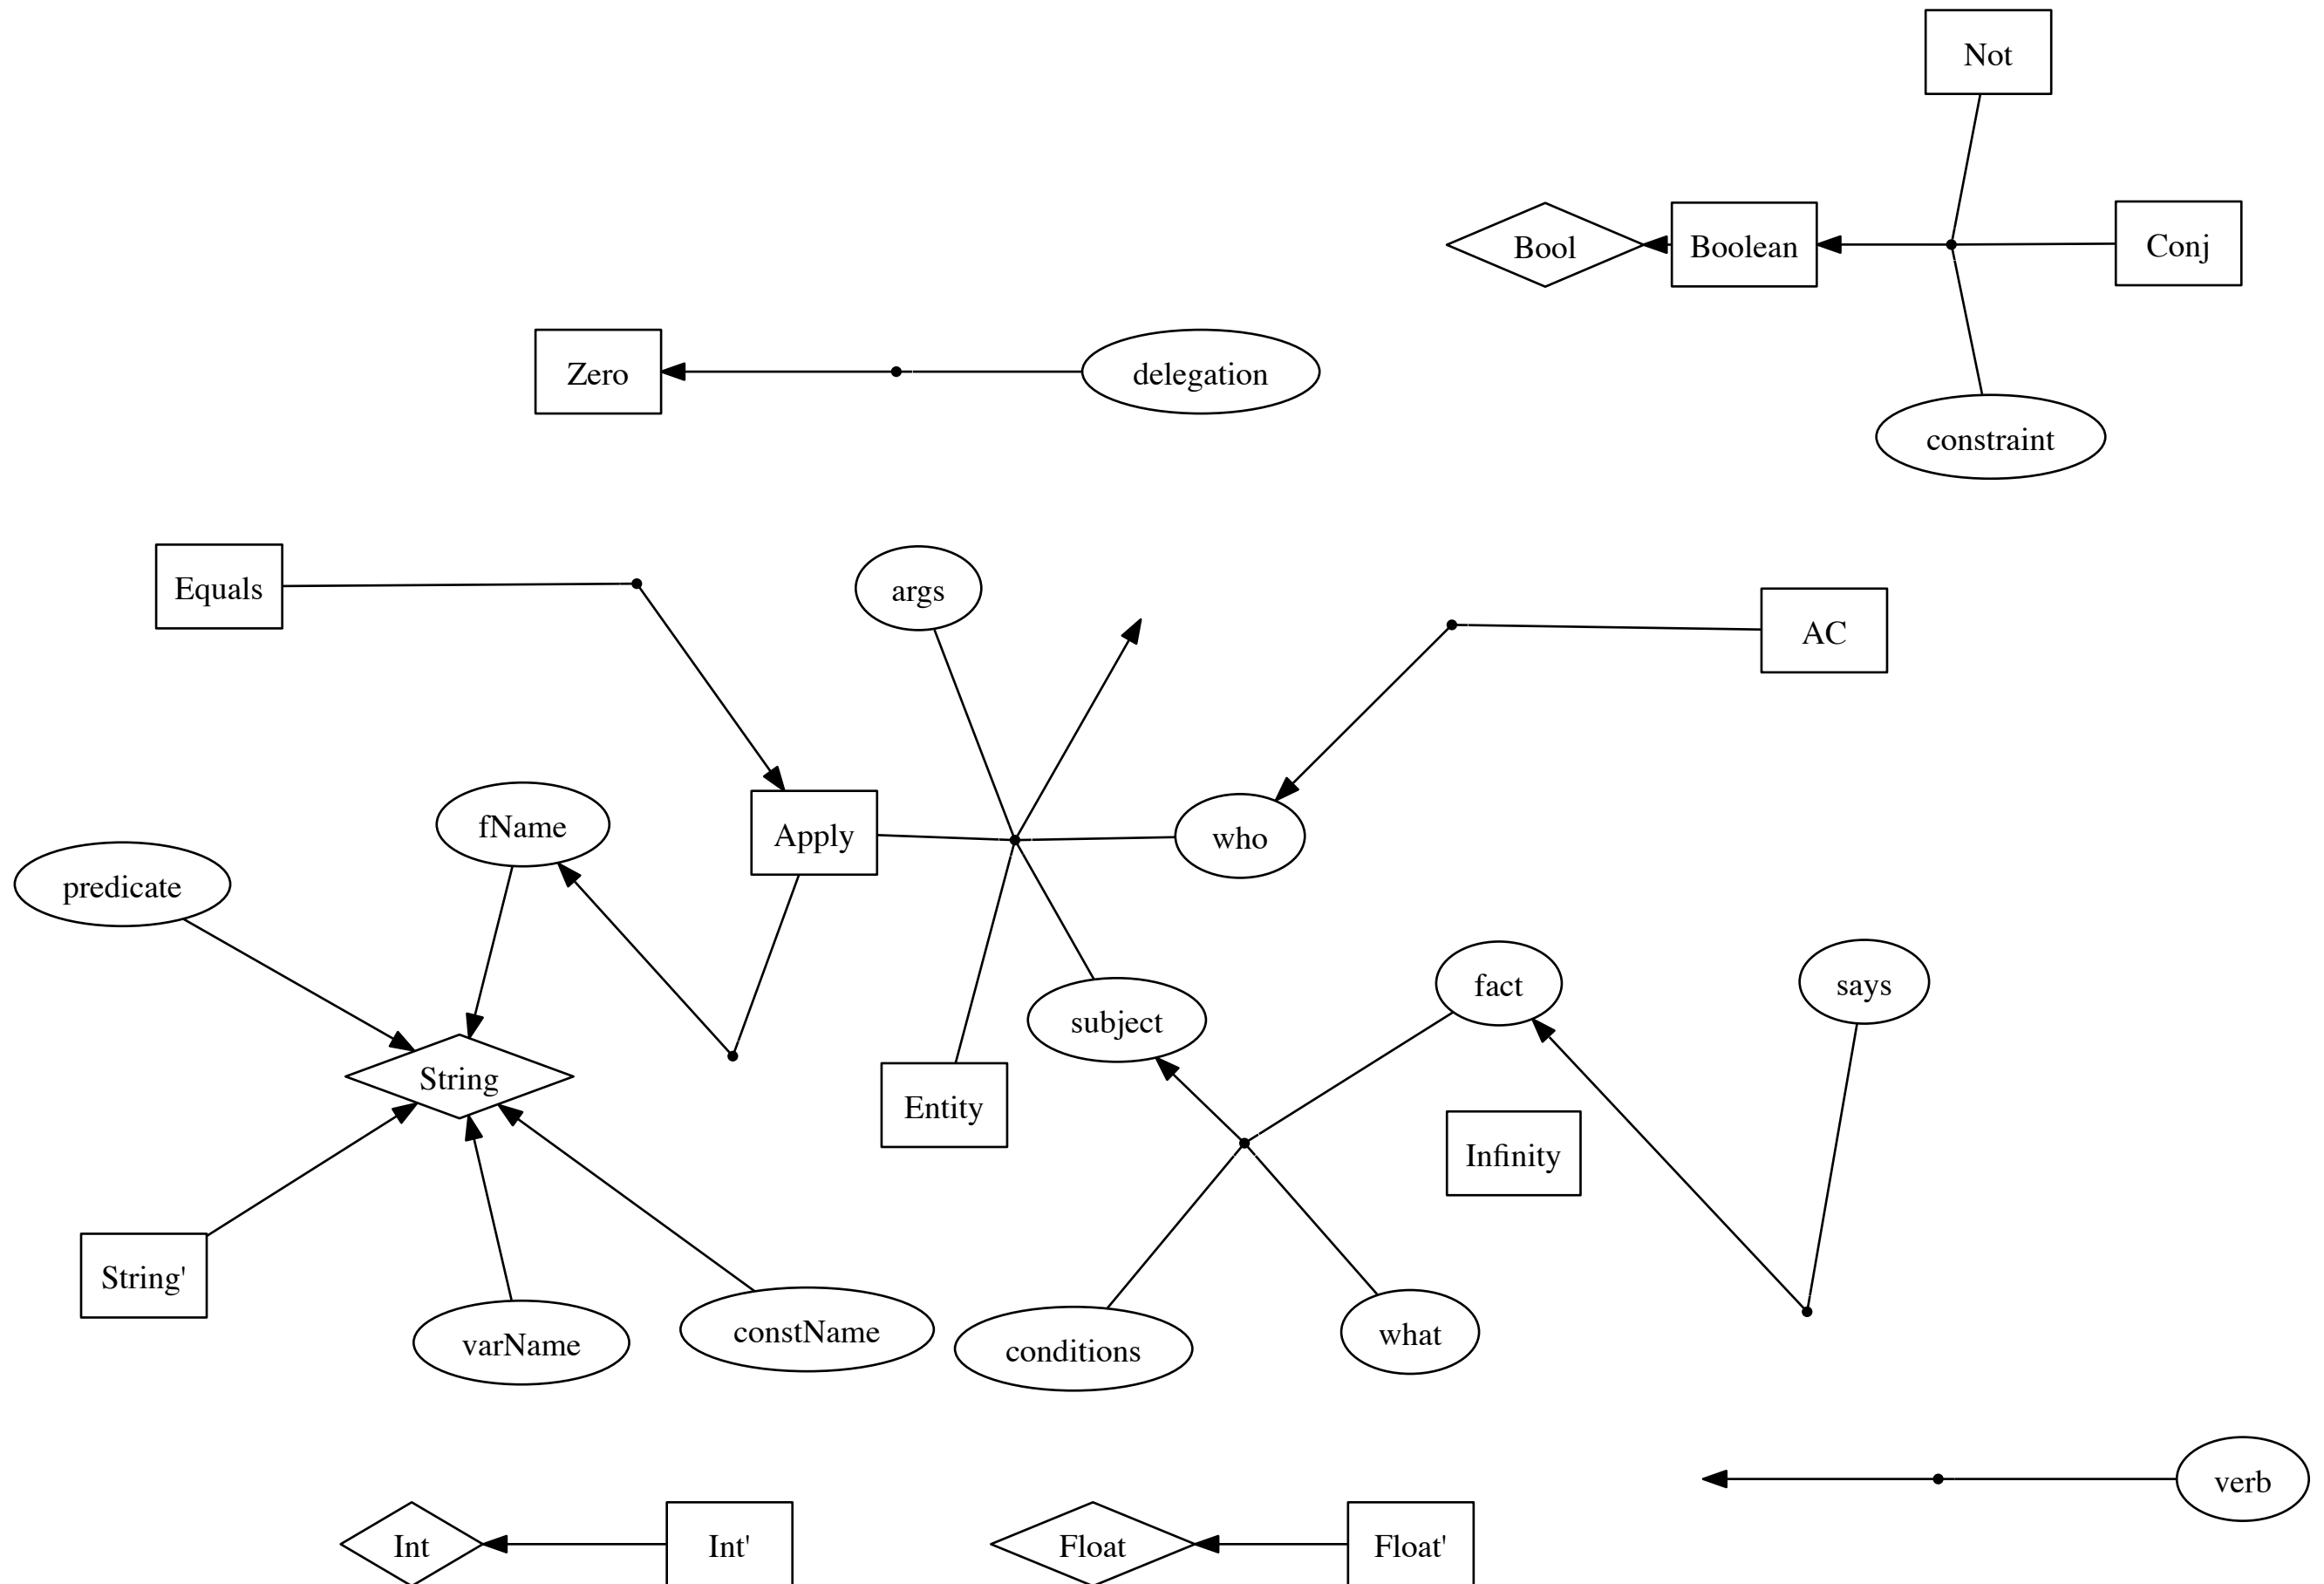 Not
Bool
Boolean
Conj
Zero
delegation
constraint
Equals
args
AC
fName
Apply
who
predicate
subject
fact
says
String
Entity
Infinity
String'
varName
constName
conditions
what
verb
Int
Int'
Float
Float'